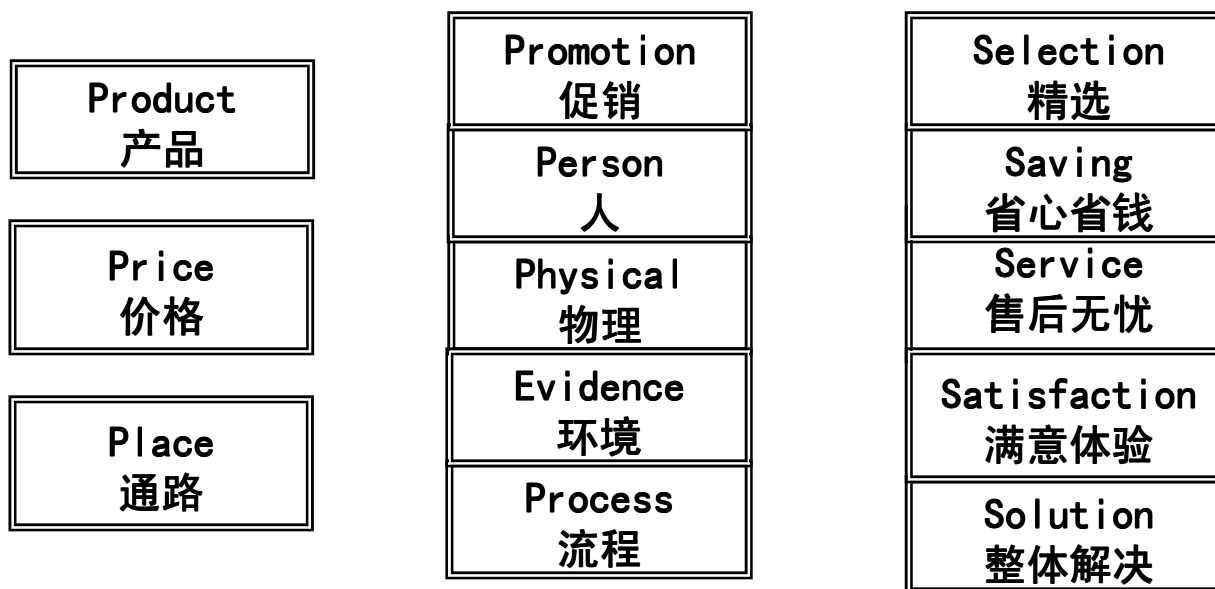 Product
产品
Price
价格
Place
通路
Promotion
促销
Person
人
Physical
物理
Evidence
环境
Process
流程
Selection
精选
Saving
省心省钱
Service
售后无忧
Satisfaction
满意体验
Solution
整体解决